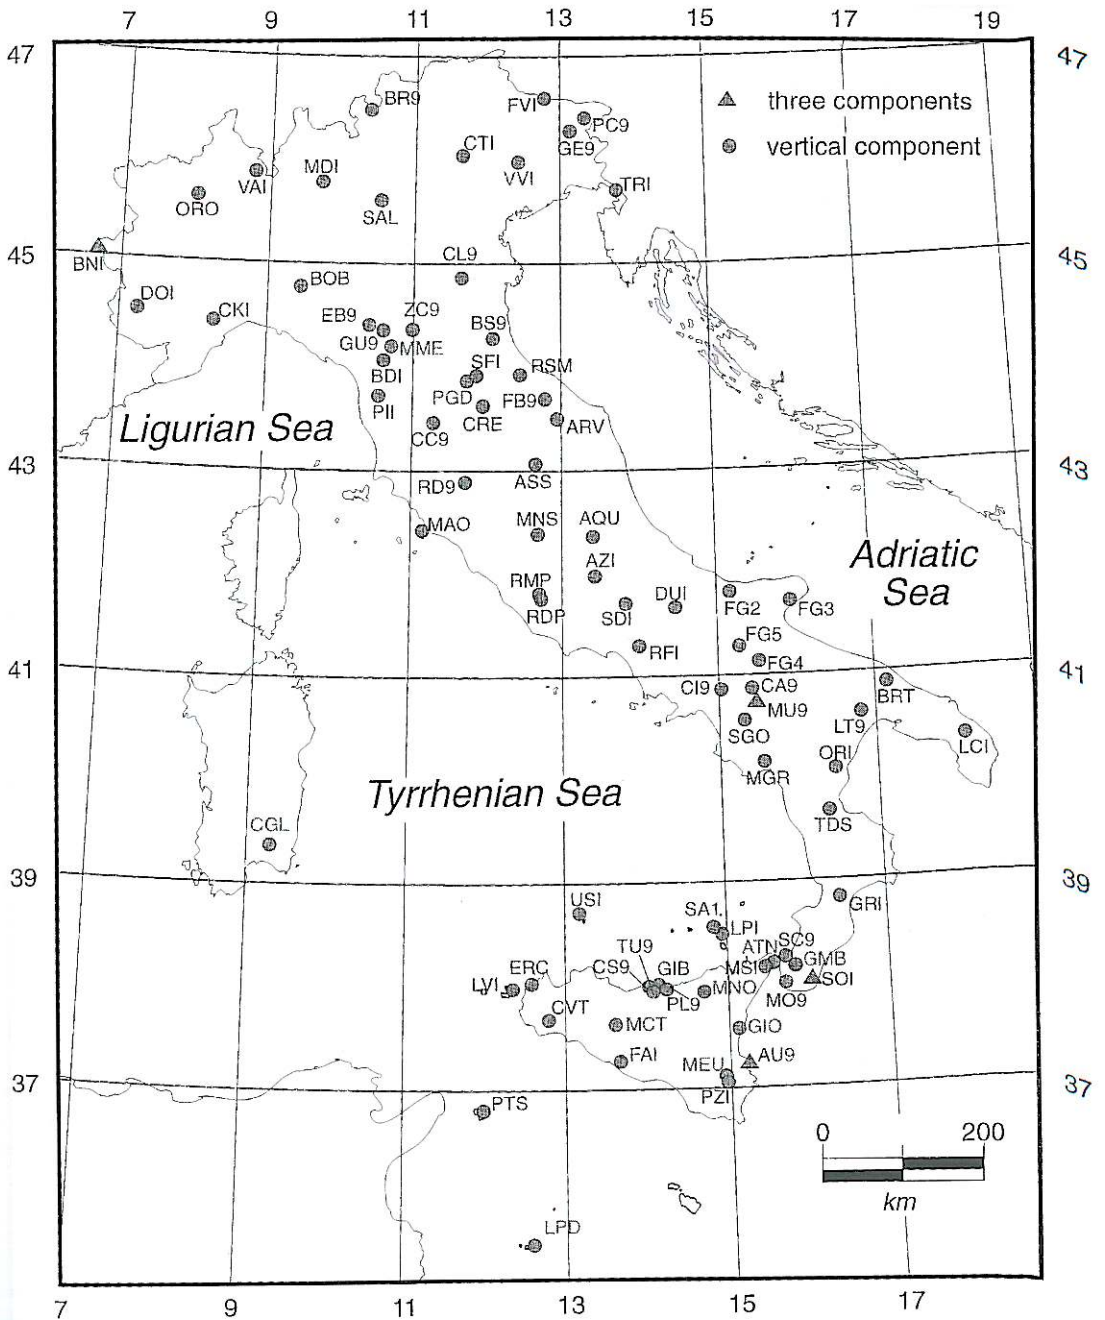 7 9 11 13 15 17 19
47 47
three components
vertical component
BR9
FVI
PC9
GE9
CTI
VVI
MDI
VAI
ORO
SAL
TRI
45 45
BNI
CL9
DOI
BOB
CKI
EB9
ZC9
BS9
GU9
MME
SFI
RSM
BDI
PGD
FB9
PII
CRE
ARV
CC9
Ligurian Sea
43 43
RD9
ASS
MAO
MNS
AQU
AZI
Adriatic
Sea
RMP
RDP
SDI
DUI
FG2
FG3
RFI
FG5
FG4
41 41
CI9
CA9
MU9
BRT
LT9
SGO
LCI
ORI
MGR
Tyrrhenian Sea
TDS
CGL
39 39
USI
GRI
SA1
LPI
TU9
ATN
SC9
GMB
ERC
CS9
GIB
MSI
SOI
LVI
PL9
MNO
MO9
CVT
MCT
GIO
FAI
MEU
AU9
37 37
PZI
PTS
0 200
km
LPD
7 9 11 13 15 17